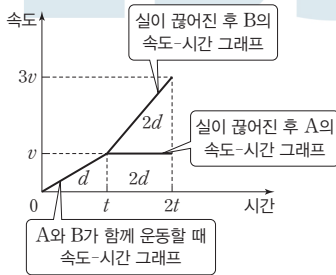 속도
실이 끊어진 후 B의
속도-시간 그래프
3v
2d
실이 끊어진 후 A의
속도-시간 그래프
v
d
2d
0
t
2t
시간
A와 B가 함께 운동할 때
속도-시간 그래프